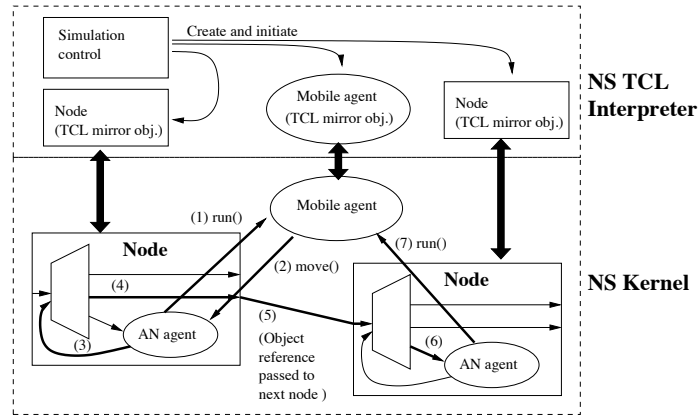 Simulation
control
Create and initiate
Node
(TCL mirror obj.)
Mobile agent
(TCL mirror obj.)
Node
(TCL mirror obj.)
NS TCL
Interpreter
Mobile agent
(1) run()
(2) move()
(7) run()
Node
(4)
(3)
AN agent
(5)
(Object
reference
passed to
next node )
Node
(6)
AN agent
NS Kernel